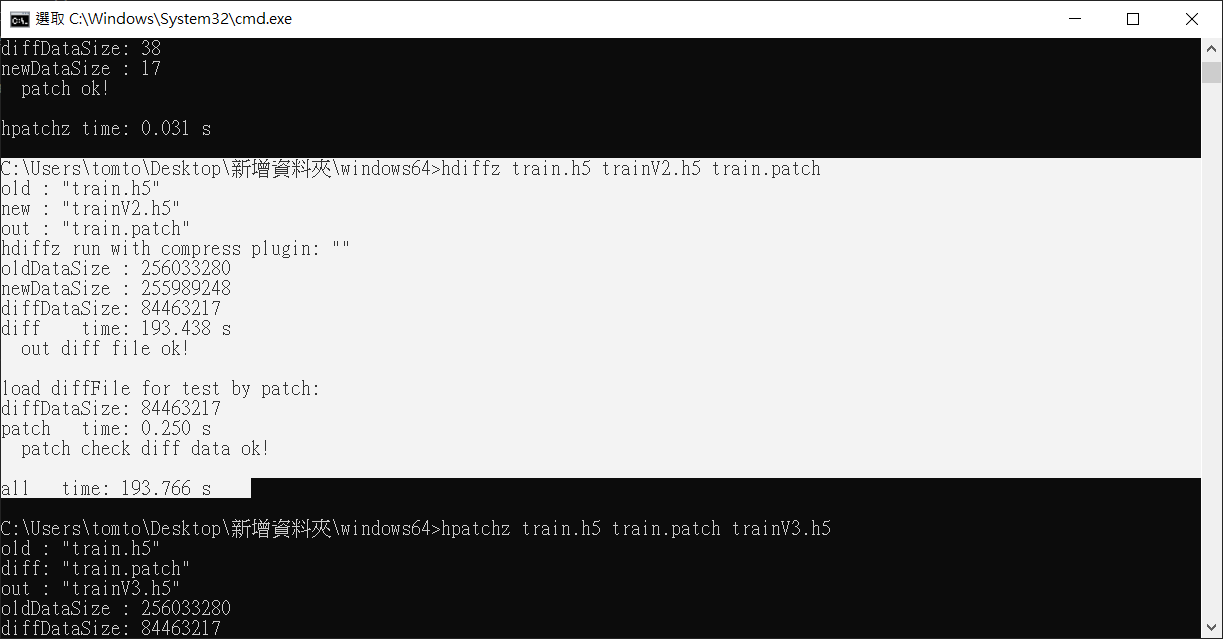 選取 C:\Windows\System32\cmd.exe
diffDataSize: 38
newDataSize : 17
  patch ok!
hpatchz time: 0.031 s
C:\Users\tomto\Desktop\新增資料夾\windows64>hdiffz train.h5 trainV2.h5 train.patch
old : "train.h5"
new : "trainV2.h5"
out : "train.patch"
hdiffz run with compress plugin: ""
oldDataSize : 256033280
newDataSize : 255989248
diffDataSize: 84463217
diff    time: 193.438 s
  out diff file ok!
load diffFile for test by patch:
diffDataSize: 84463217
patch   time: 0.250 s
  patch check diff data ok!
all   time: 193.766 s
C:\Users\tomto\Desktop\新增資料夾\windows64>hpatchz train.h5 train.patch trainV3.h5
old : "train.h5"
diff: "train.patch"
out : "trainV3.h5"
oldDataSize : 256033280
diffDataSize: 84463217